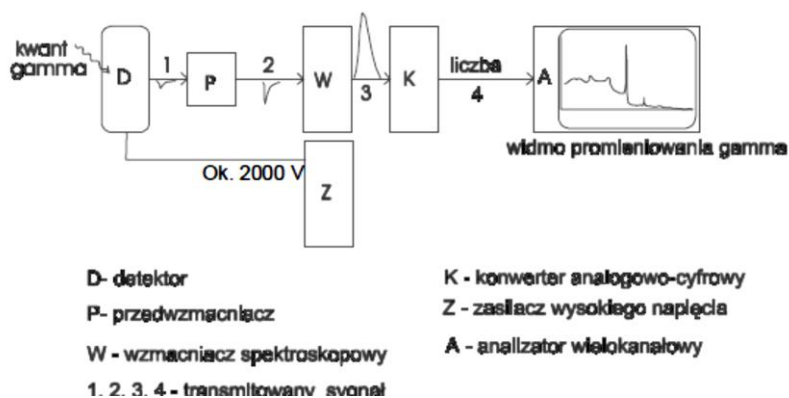 kwant
gamma
D
1
P
2
W
3
K
liczba
4
A
widmo promieniowania gamma
Ok. 2000 V
Z
D- detektor
P- przedwzmacniacz
W - wzmacniacz spektroskopowy
1, 2, 3, 4 - transmitowany sygnał
K - konwerter analogowo-cyfrowy
Z - zasilacz wysokiego napięcia
A - analizator wielokanałowy